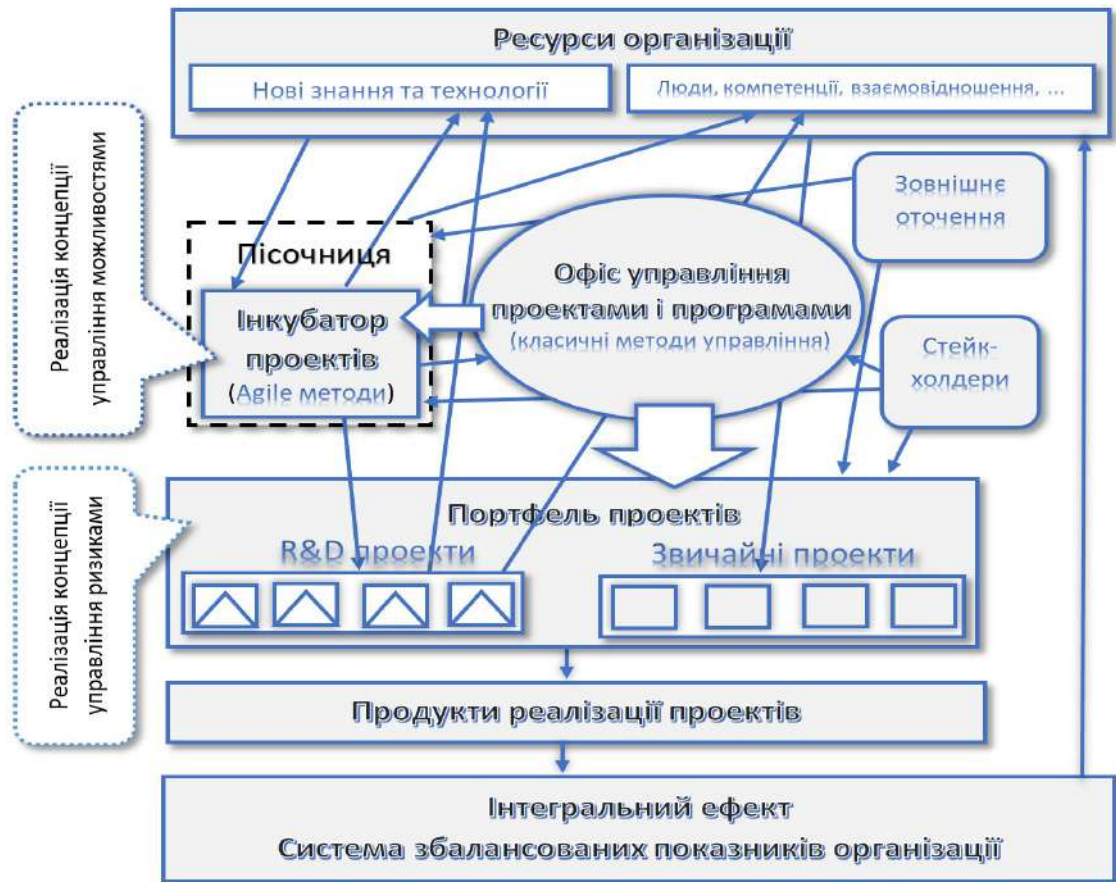 Ресурси організації
Нові знання та технології
Люди, компетенції, взаємовідношення, ...
Реалізація концепції
управління можливостями
Зовнішнє
оточення
Пісочниця
Інкубатор
проектів
(Agile методи)
Офіс управління
проектами і програмами
(класичні методи управління)
Стейк-
холдери
Реалізація концепції
управління ризиками
Портфель проектів
R&D проекти
Звичайні проекти
Продукти реалізації проектів
Інтегральний ефект
Система збалансованих показників організації